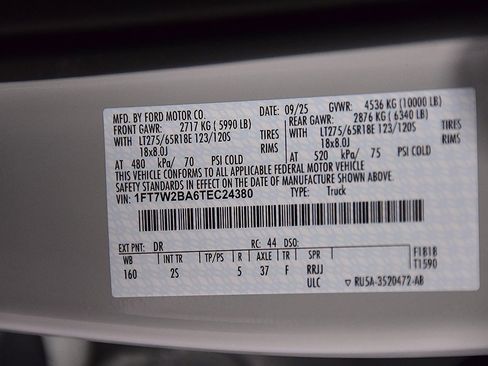 MFD. BY FORD MOTOR CO. DATE: 09/25 GVWR: 4536 KG (10000 LB)
FRONT GAWR: 2717 KG ( 5990 LB) REAR GAWR: 2876 KG ( 6340 LB)
WITH LT275/65R18E 123/120S TIRES WITH LT275/65R18E 123/120S TIRES
18x8.0J RIMS 18x8.0J RIMS
AT 480 kPa/ 70 PSI COLD AT 520 kPa/ 75 PSI COLD
THIS VEHICLE CONFORMS TO ALL APPLICABLE FEDERAL MOTOR VEHICLE
SAFETY STANDARDS IN EFFECT ON THE DATE OF MANUFACTURE SHOWN ABOVE.
VIN: 1FT7W2BA6TEC24380 TYPE: Truck
EXT PNT: DR RC: 44 DSO:
WB INT TR TP/PS R AXLE TR SPR F1B18
160 2S 5 37 F RRJJ T1590
ULC ▽ RU5A-3520472-AB